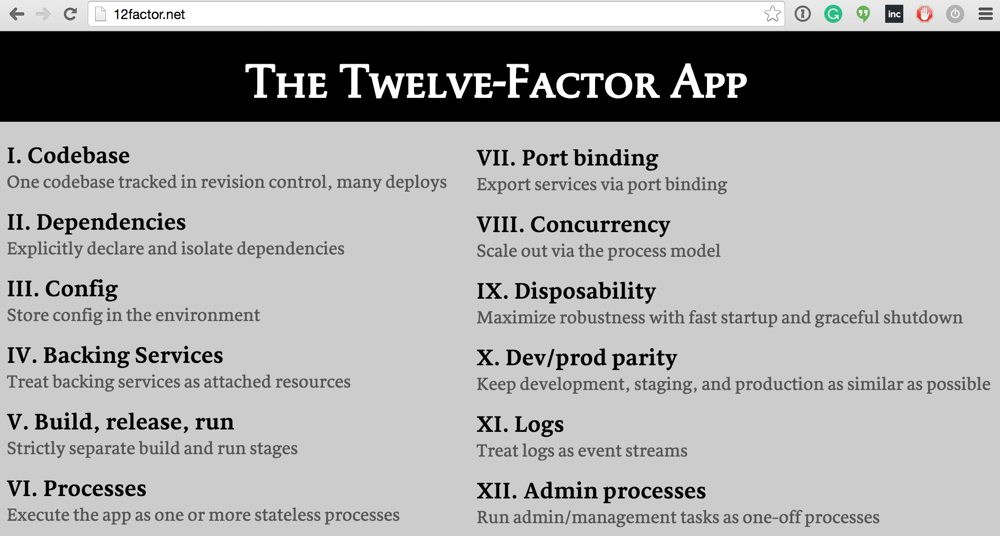 12factor.net
inc
The Twelve-Factor App
I. Codebase
One codebase tracked in revision control, many deploys
II. Dependencies
Explicitly declare and isolate dependencies
III. Config
Store config in the environment
IV. Backing Services
Treat backing services as attached resources
V. Build, release, run
Strictly separate build and run stages
VI. Processes
Execute the app as one or more stateless processes
VII. Port binding
Export services via port binding
VIII. Concurrency
Scale out via the process model
IX. Disposability
Maximize robustness with fast startup and graceful shutdown
X. Dev/prod parity
Keep development, staging, and production as similar as possible
XI. Logs
Treat logs as event streams
XII. Admin processes
Run admin/management tasks as one-off processes